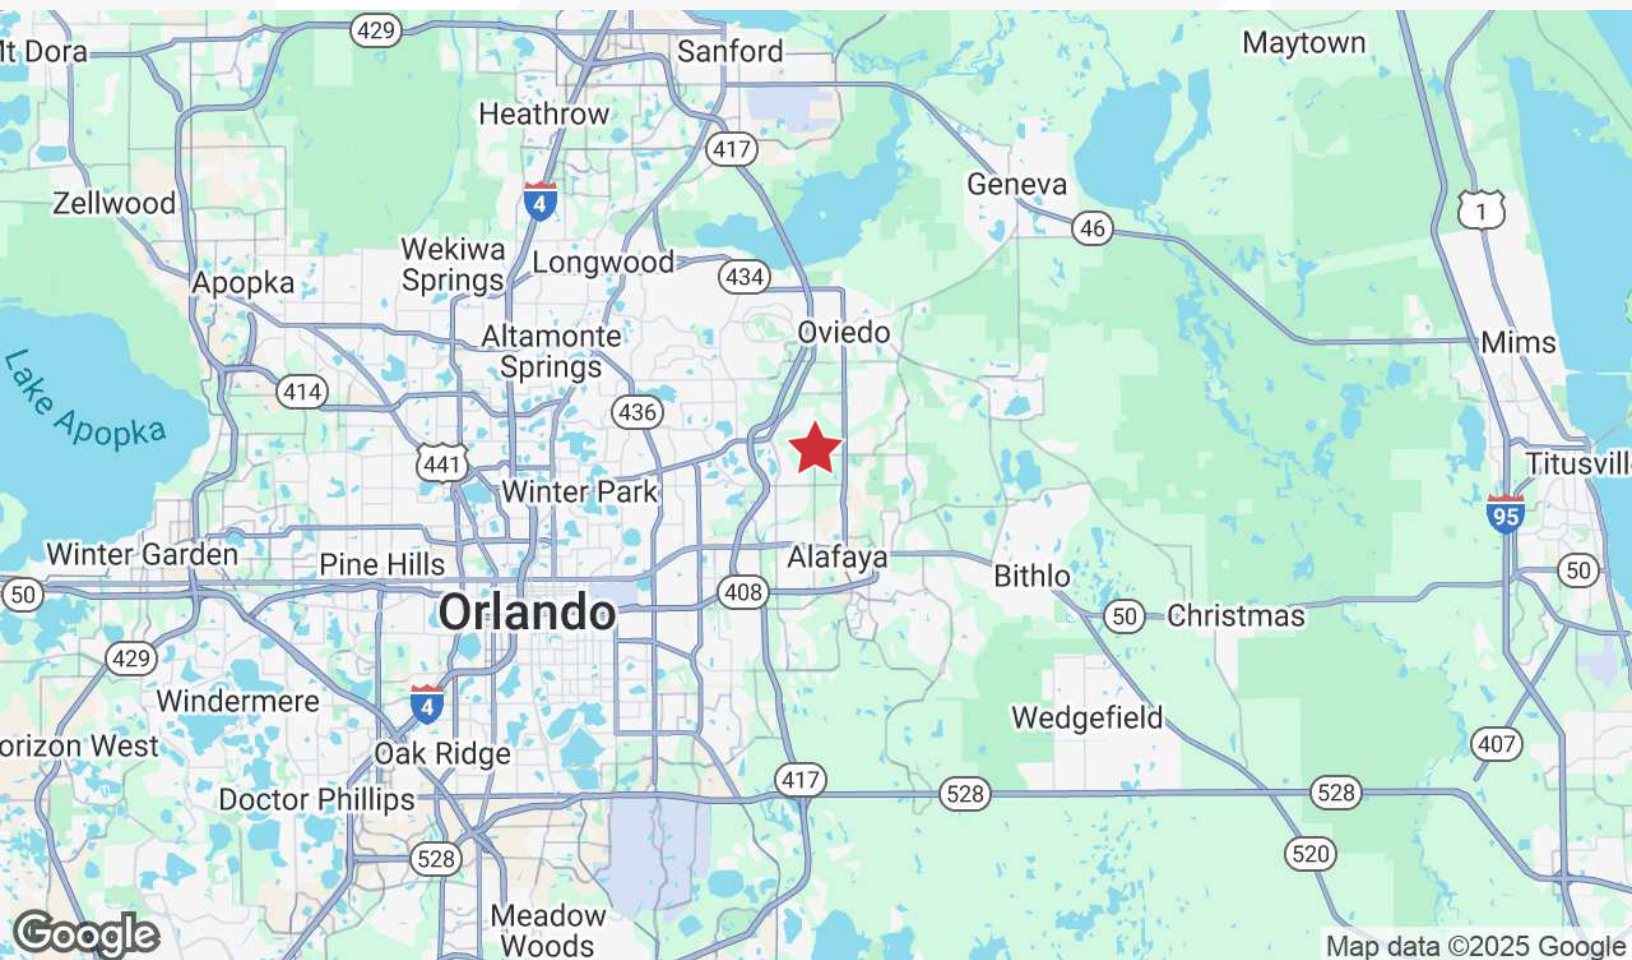 429
Sanford
Maytown
Mt Dora
Heathrow
417
Geneva
Zellwood
4
1
46
Wekiwa
Springs
Longwood
434
Apopka
Oviedo
Altamonte
Springs
Mims
Lake Apopka
414
436
441
Titusvill
Winter Park
95
Winter Garden
Pine Hills
Alafaya
Bithlo
50
50
408
Orlando
50
Christmas
429
Windermere
4
Wedgefield
orizon West
Oak Ridge
407
417
Doctor Phillips
528
528
528
520
Meadow
Woods
Google
Map data ©2025 Google